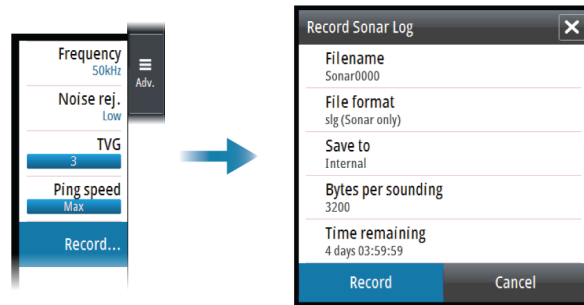 Frequency
50kHz
Noise rej.
Low
TVG
3
Ping speed
Max
Record...
Adv.
Record Sonar Log
Filename
Sonar0000
File format
slg (Sonar only)
Save to
Internal
Bytes per sounding
3200
Time remaining
4 days 03:59:59
Record
Cancel